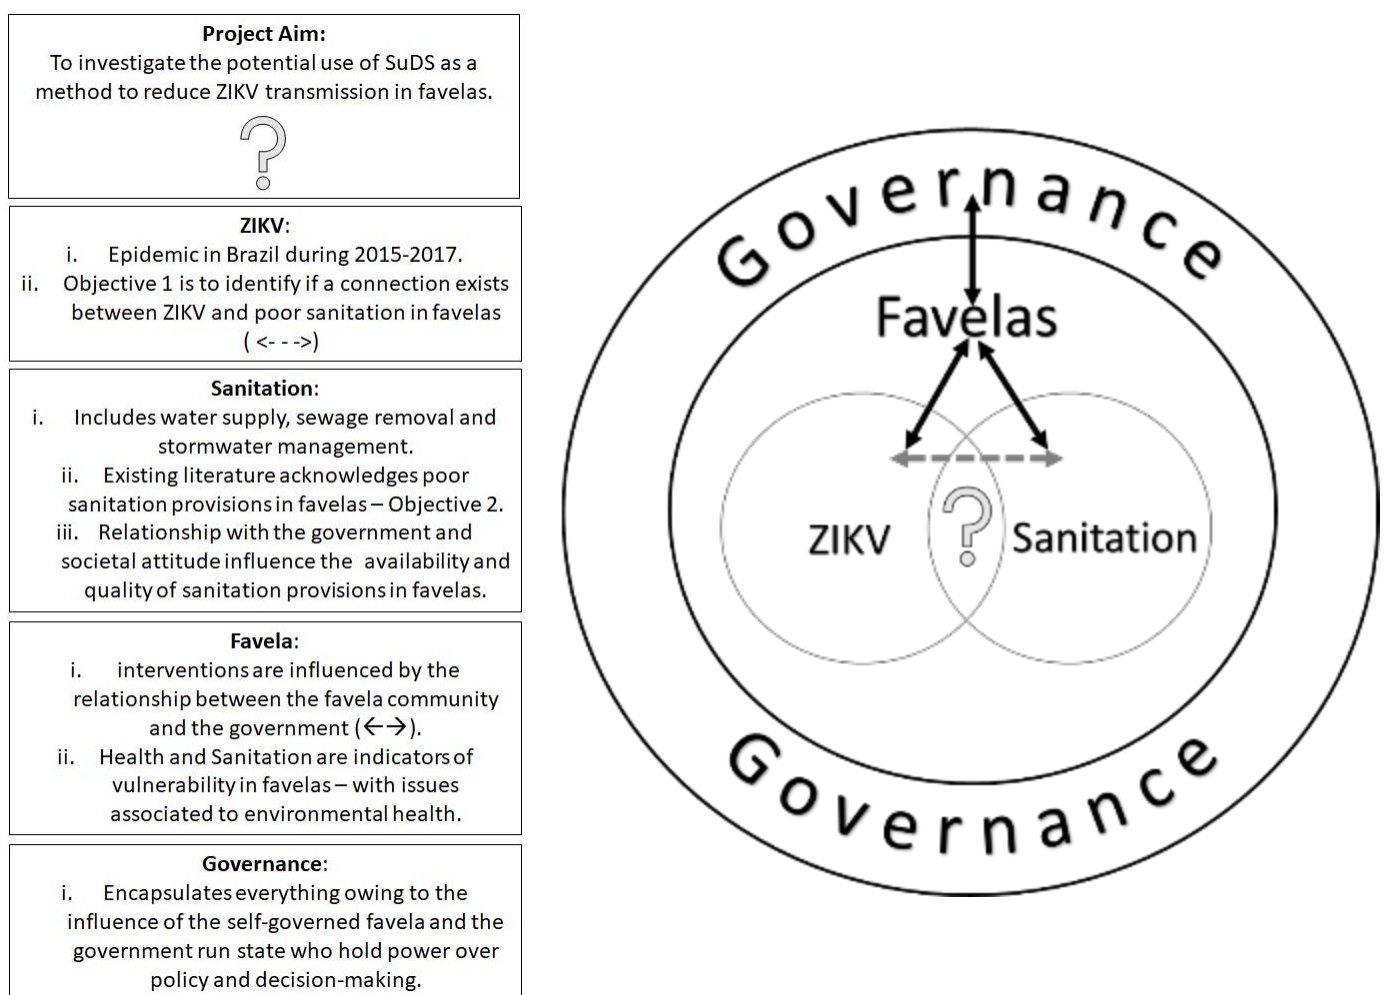 Project Aim:
To investigate the potential use of SuDS as a
method to reduce ZIKV transmission in favelas.
?
ZIKV:
i. Epidemic in Brazil during 2015-2017.
ii. Objective 1 is to identify if a connection exists
between ZIKV and poor sanitation in favelas
( <- - ->)
Sanitation:
i. Includes water supply, sewage removal and
stormwater management.
ii. Existing literature acknowledges poor
sanitation provisions in favelas – Objective 2.
iii. Relationship with the government and
societal attitude influence the availability and
quality of sanitation provisions in favelas.
Favela:
i. interventions are influenced by the
relationship between the favela community
and the government (←→).
ii. Health and Sanitation are indicators of
vulnerability in favelas – with issues
associated to environmental health.
Governance:
i. Encapsulates everything owing to the
influence of the self-governed favela and the
government run state who hold power over
policy and decision-making.
Governance
Favelas
ZIKV
?
Sanitation
Governance